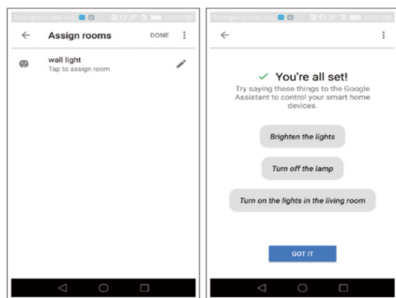 Assign rooms
DONE
wall light
Tap to assign room
You're all set!
Try saying these things to the Google
Assistant to control your smart home
devices.
Brighten the lights
Turn off the lamp
Turn on the lights in the living room
GOT IT